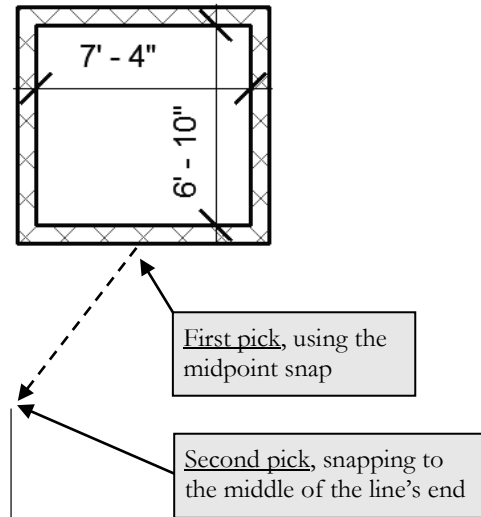 7' - 4"
6' - 10"
First pick, using the
midpoint snap
Second pick, snapping to
the middle of the line’s end